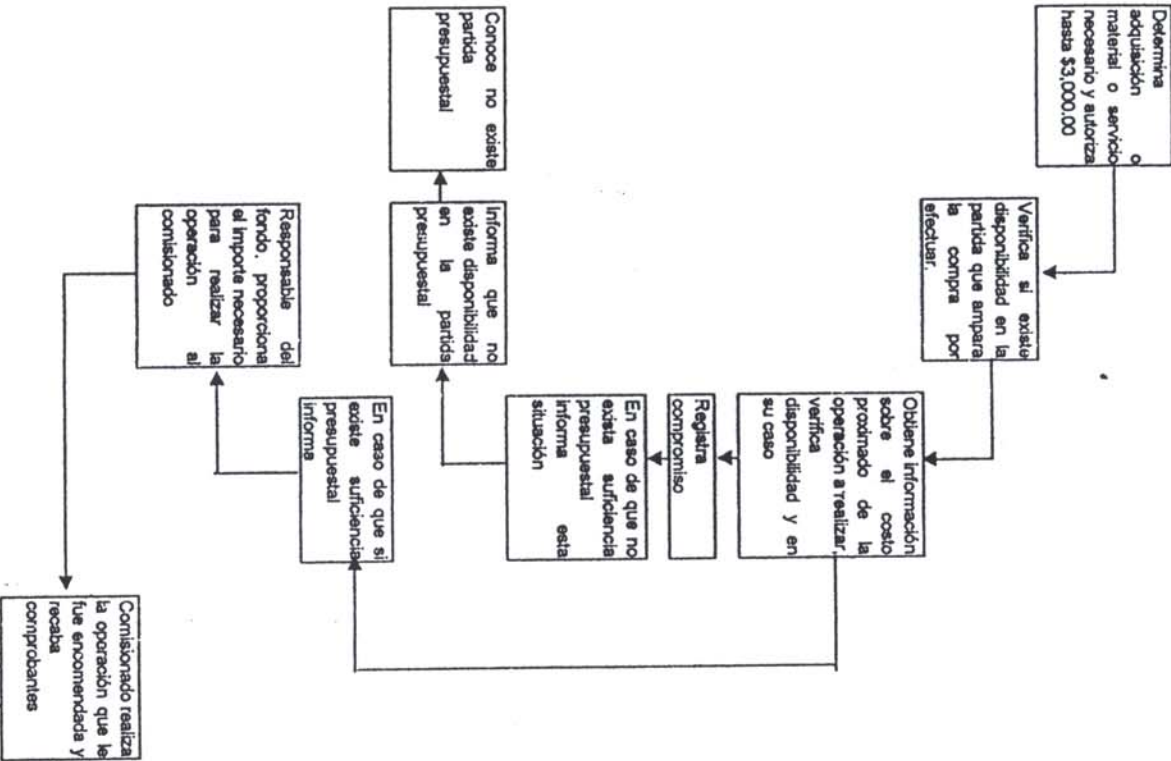 Determina
adquisición o
material o servicio
necesario y autoriza
hasta $3,000.00
Verifica si existe
disponibilidad en la
partida que ampara
la compra por
efectuar.
Obtiene información
sobre el costo
proximado de la
operación a realizar,
verifica
disponibilidad y en
su caso
Registra
compromiso
En caso de que no
exista suficiencia
presupuestal
informa esta
situación
Informa que no
existe disponibilidad
en la partida
presupuestal
Conoce no existe
partida
presupuestal
En caso de que si
existe suficiencia
presupuestal
informa
Responsable del
fondo, proporciona
el importe necesario
para realizar la
operación al
comisionado
Comisionado realiza
la operación que le
fue encomendada y
recaba
comprobantes